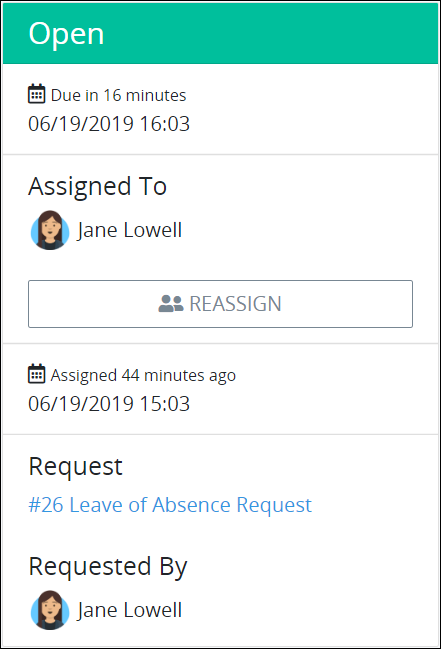 Open
Due in 16 minutes
06/19/2019 16:03
Assigned To
Jane Lowell
REASSIGN
Assigned 44 minutes ago
06/19/2019 15:03
Request
#26 Leave of Absence Request
Requested By
Jane Lowell